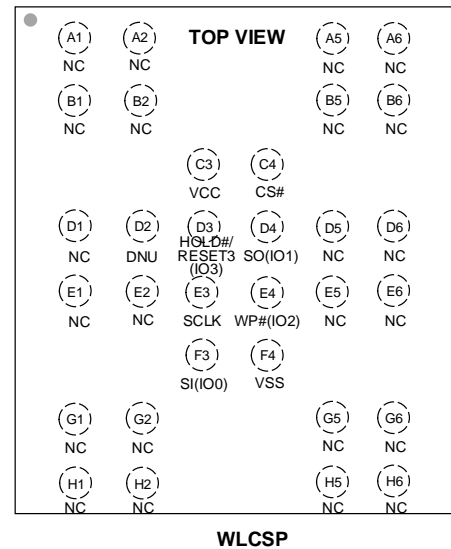 TOP VIEW
A1 A2 A5 A6
NC NC NC NC
B1 B2 B5 B6
NC NC NC NC
C3 C4
VCC CS#
D1 D2 D3 D4 D5 D6
NC DNU HOLD#/ SO(IO1) NC NC
RESET3
(IO3)
E1 E2 E3 E4 E5 E6
NC NC SCLK WP#(IO2) NC NC
F3 F4
SI(IO0) VSS
G1 G2 G5 G6
NC NC NC NC
H1 H2 H5 H6
NC NC NC NC
WLCSP